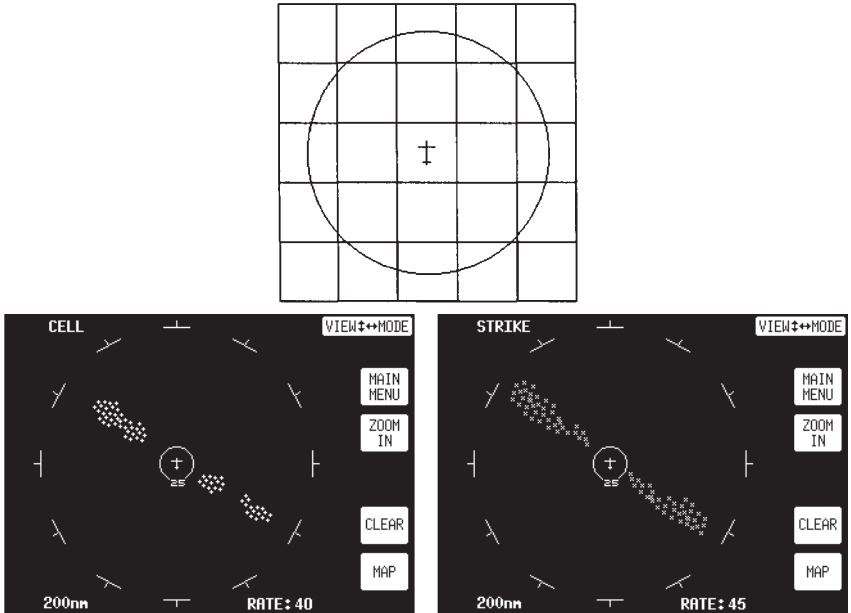 CELL
VIEW↕↔MODE
MAIN
MENU
ZOOM
IN
25
CLEAR
MAP
200nm
RATE:40
STRIKE
VIEW↕↔MODE
MAIN
MENU
ZOOM
IN
25
CLEAR
MAP
200nm
RATE:45